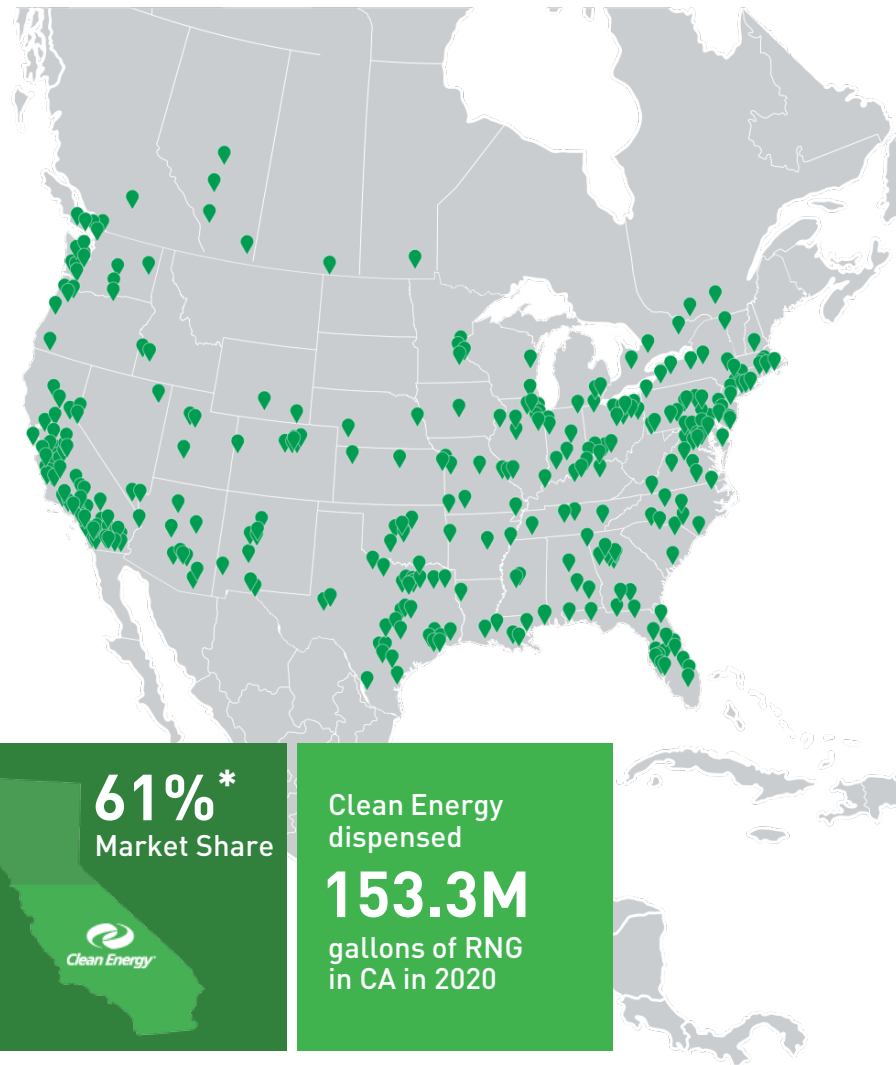 61%*
Market Share
Clean Energy
Clean Energy
dispensed
153.3M
gallons of RNG
in CA in 2020